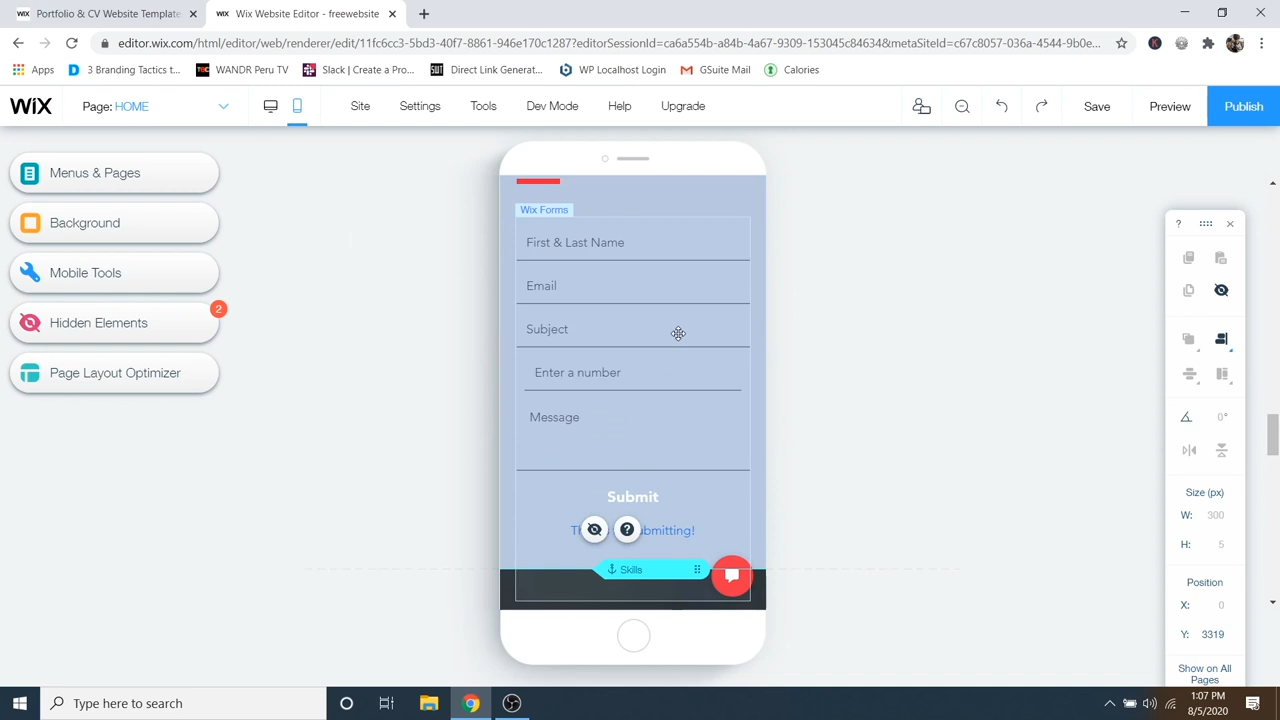 WiX Portfolio & CV Website Template
WiX Wix Website Editor - freewebsite
editor.wix.com/html/editor/web/renderer/edit/11fc6cc3-5bd3-40f7-8861-946e170c1287?editorSessionId=ca6a554b-a84b-4a67-9309-153045c84634&metaSiteId=c67c8057-036a-4544-9b0e...
Apps 3 Branding Tactics t... WANDR Peru TV Slack | Create a Pro... Direct Link Generat... WP Localhost Login GSuite Mail Calories
WiX Page: HOME Site Settings Tools Dev Mode Help Upgrade Save Preview Publish
Menus & Pages
Background
Mobile Tools
Hidden Elements 2
Page Layout Optimizer
Wix Forms
First & Last Name
Email
Subject
Enter a number
Message
Submit
Skills
?
0°
Size (px)
W: 300
H: 5
Position
X: 0
Y: 3319
Show on All
Pages
Type here to search
1:07 PM
8/5/2020